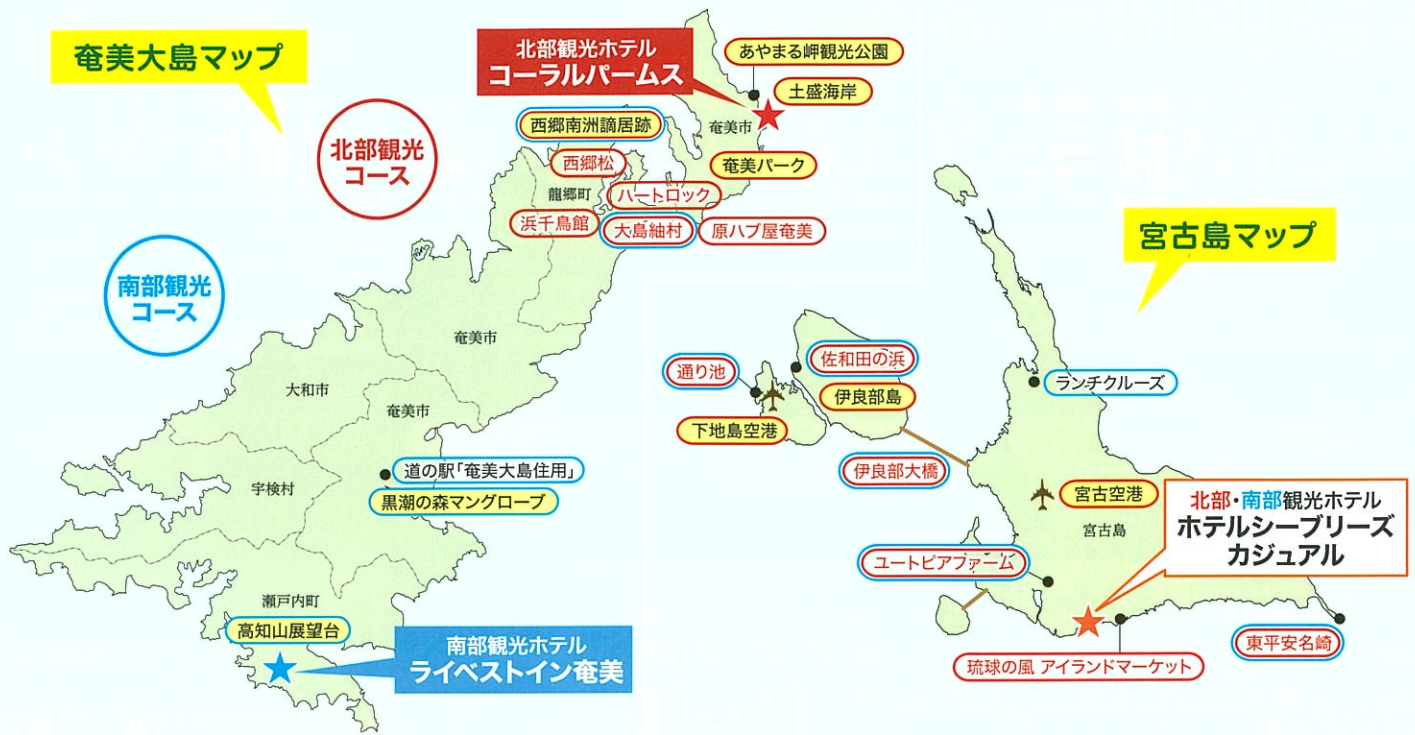 奄美大島マップ
北部観光
コース
南部観光
コース
北部観光ホテル
コーラルパームス
あやまる岬観光公園
土盛海岸
奄美市
西郷南洲謫居跡
西郷松
奄美パーク
龍郷町
ハートロック
浜千鳥館
大島紬村
原ハブ屋奄美
奄美市
大和市
奄美市
道の駅「奄美大島住用」
宇検村
黒潮の森マングローブ
瀬戸内町
高知山展望台
南部観光ホテル
ライベストイン奄美
宮古島マップ
佐和田の浜
通り池
ランチクルーズ
伊良部島
下地島空港
伊良部大橋
宮古空港
宮古島
北部・南部観光ホテル
ホテルシーブリーズ
カジュアル
ユートピアファーム
東平安名崎
琉球の風 アイランドマーケット